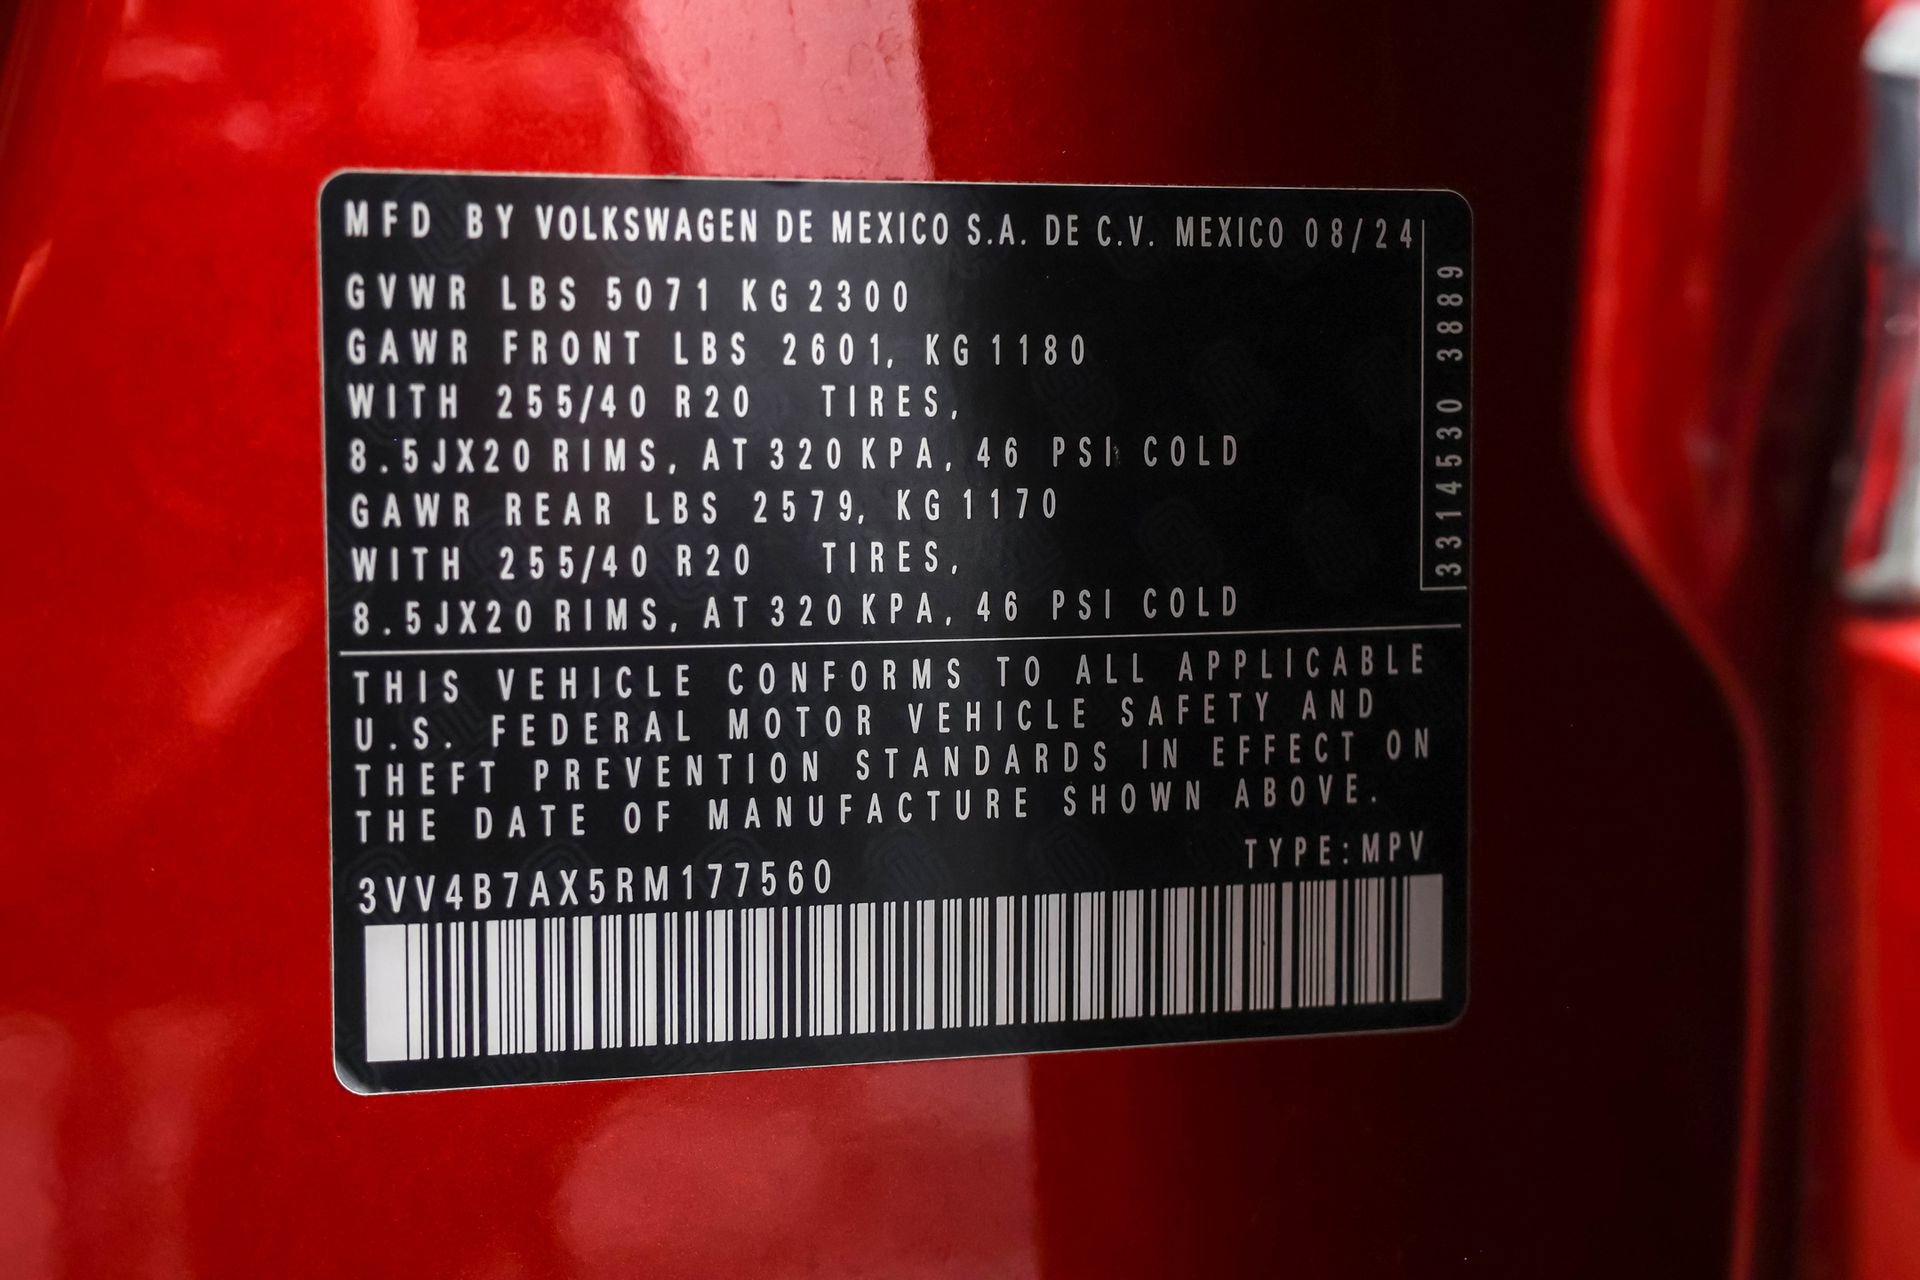 MFD BY VOLKSWAGEN DE MEXICO S.A. DE C.V. MEXICO 08/24
GVWR LBS 5071 KG 2300
GAWR FRONT LBS 2601, KG 1180
WITH 255/40 R20 TIRES,
8.5JX20 RIMS, AT 320 KPA, 46 PSI COLD
GAWR REAR LBS 2579, KG 1170
WITH 255/40 R20 TIRES,
8.5JX20 RIMS, AT 320 KPA, 46 PSI COLD
3314530 3889
THIS VEHICLE CONFORMS TO ALL APPLICABLE
U.S. FEDERAL MOTOR VEHICLE SAFETY AND
THEFT PREVENTION STANDARDS IN EFFECT ON
THE DATE OF MANUFACTURE SHOWN ABOVE.
TYPE:MPV
3VV4B7AX5RM177560